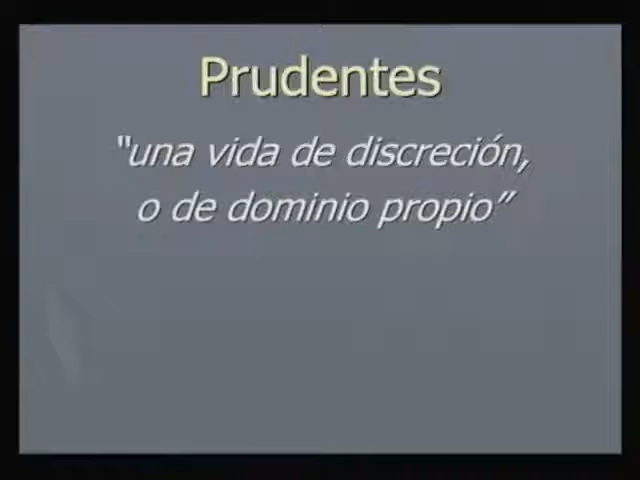 Prudentes
“una vida de discreción,
o de dominio propio”